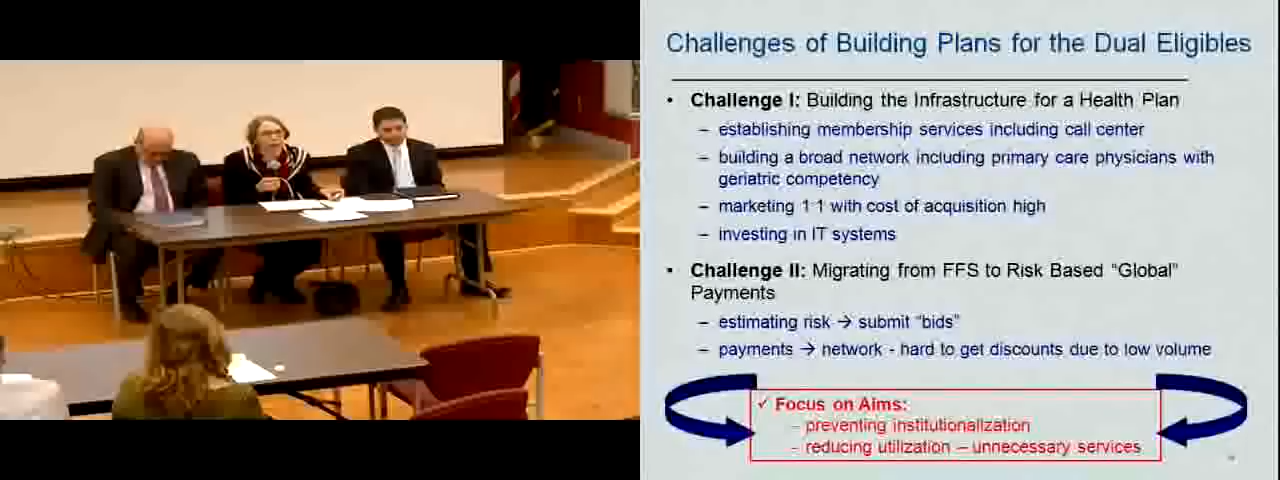 Challenges of Building Plans for the Dual Eligibles
• Challenge I: Building the Infrastructure for a Health Plan
– establishing membership services including call center
– building a broad network including primary care physicians with
geriatric competency
– marketing 1:1 with cost of acquisition high
– investing in IT systems
• Challenge II: Migrating from FFS to Risk Based “Global”
Payments
– estimating risk → submit “bids”
– payments → network - hard to get discounts due to low volume
✓ Focus on Aims:
– preventing institutionalization
– reducing utilization – unnecessary services